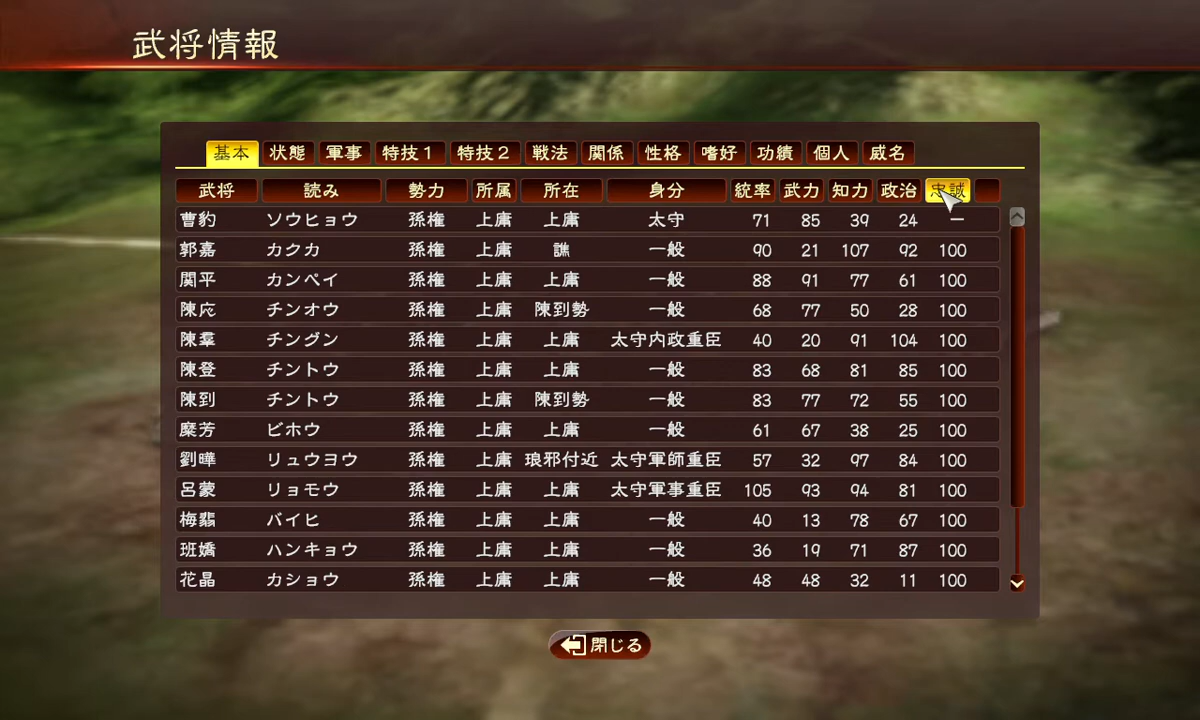 武将情報
基本 状態 軍事 特技1 特技2 戦法 関係 性格 嗜好 功績 個人 威名
武将 読み 勢力 所属 所在 身分 統率 武力 知力 政治 忠誠
曹豹 ソウヒョウ 孫権 上庸 上庸 太守 71 85 39 24 ー
郭嘉 カクカ 孫権 上庸 譙 一般 90 21 107 92 100
関平 カンペイ 孫権 上庸 上庸 一般 88 91 77 61 100
陳応 チンオウ 孫権 上庸 陳到勢 一般 68 77 50 28 100
陳羣 チングン 孫権 上庸 上庸 太守内政重臣 40 20 91 104 100
陳登 チントウ 孫権 上庸 上庸 一般 83 68 81 85 100
陳到 チントウ 孫権 上庸 陳到勢 一般 83 77 72 55 100
糜芳 ビホウ 孫権 上庸 上庸 一般 61 67 38 25 100
劉曄 リュウヨウ 孫権 上庸 琅邪付近 太守軍師重臣 57 32 97 84 100
呂蒙 リョモウ 孫権 上庸 上庸 太守軍事重臣 105 93 94 81 100
梅翡 バイヒ 孫権 上庸 上庸 一般 40 13 78 67 100
班嬌 ハンキョウ 孫権 上庸 上庸 一般 36 19 71 87 100
花晶 カショウ 孫権 上庸 上庸 一般 48 48 32 11 100
閉じる